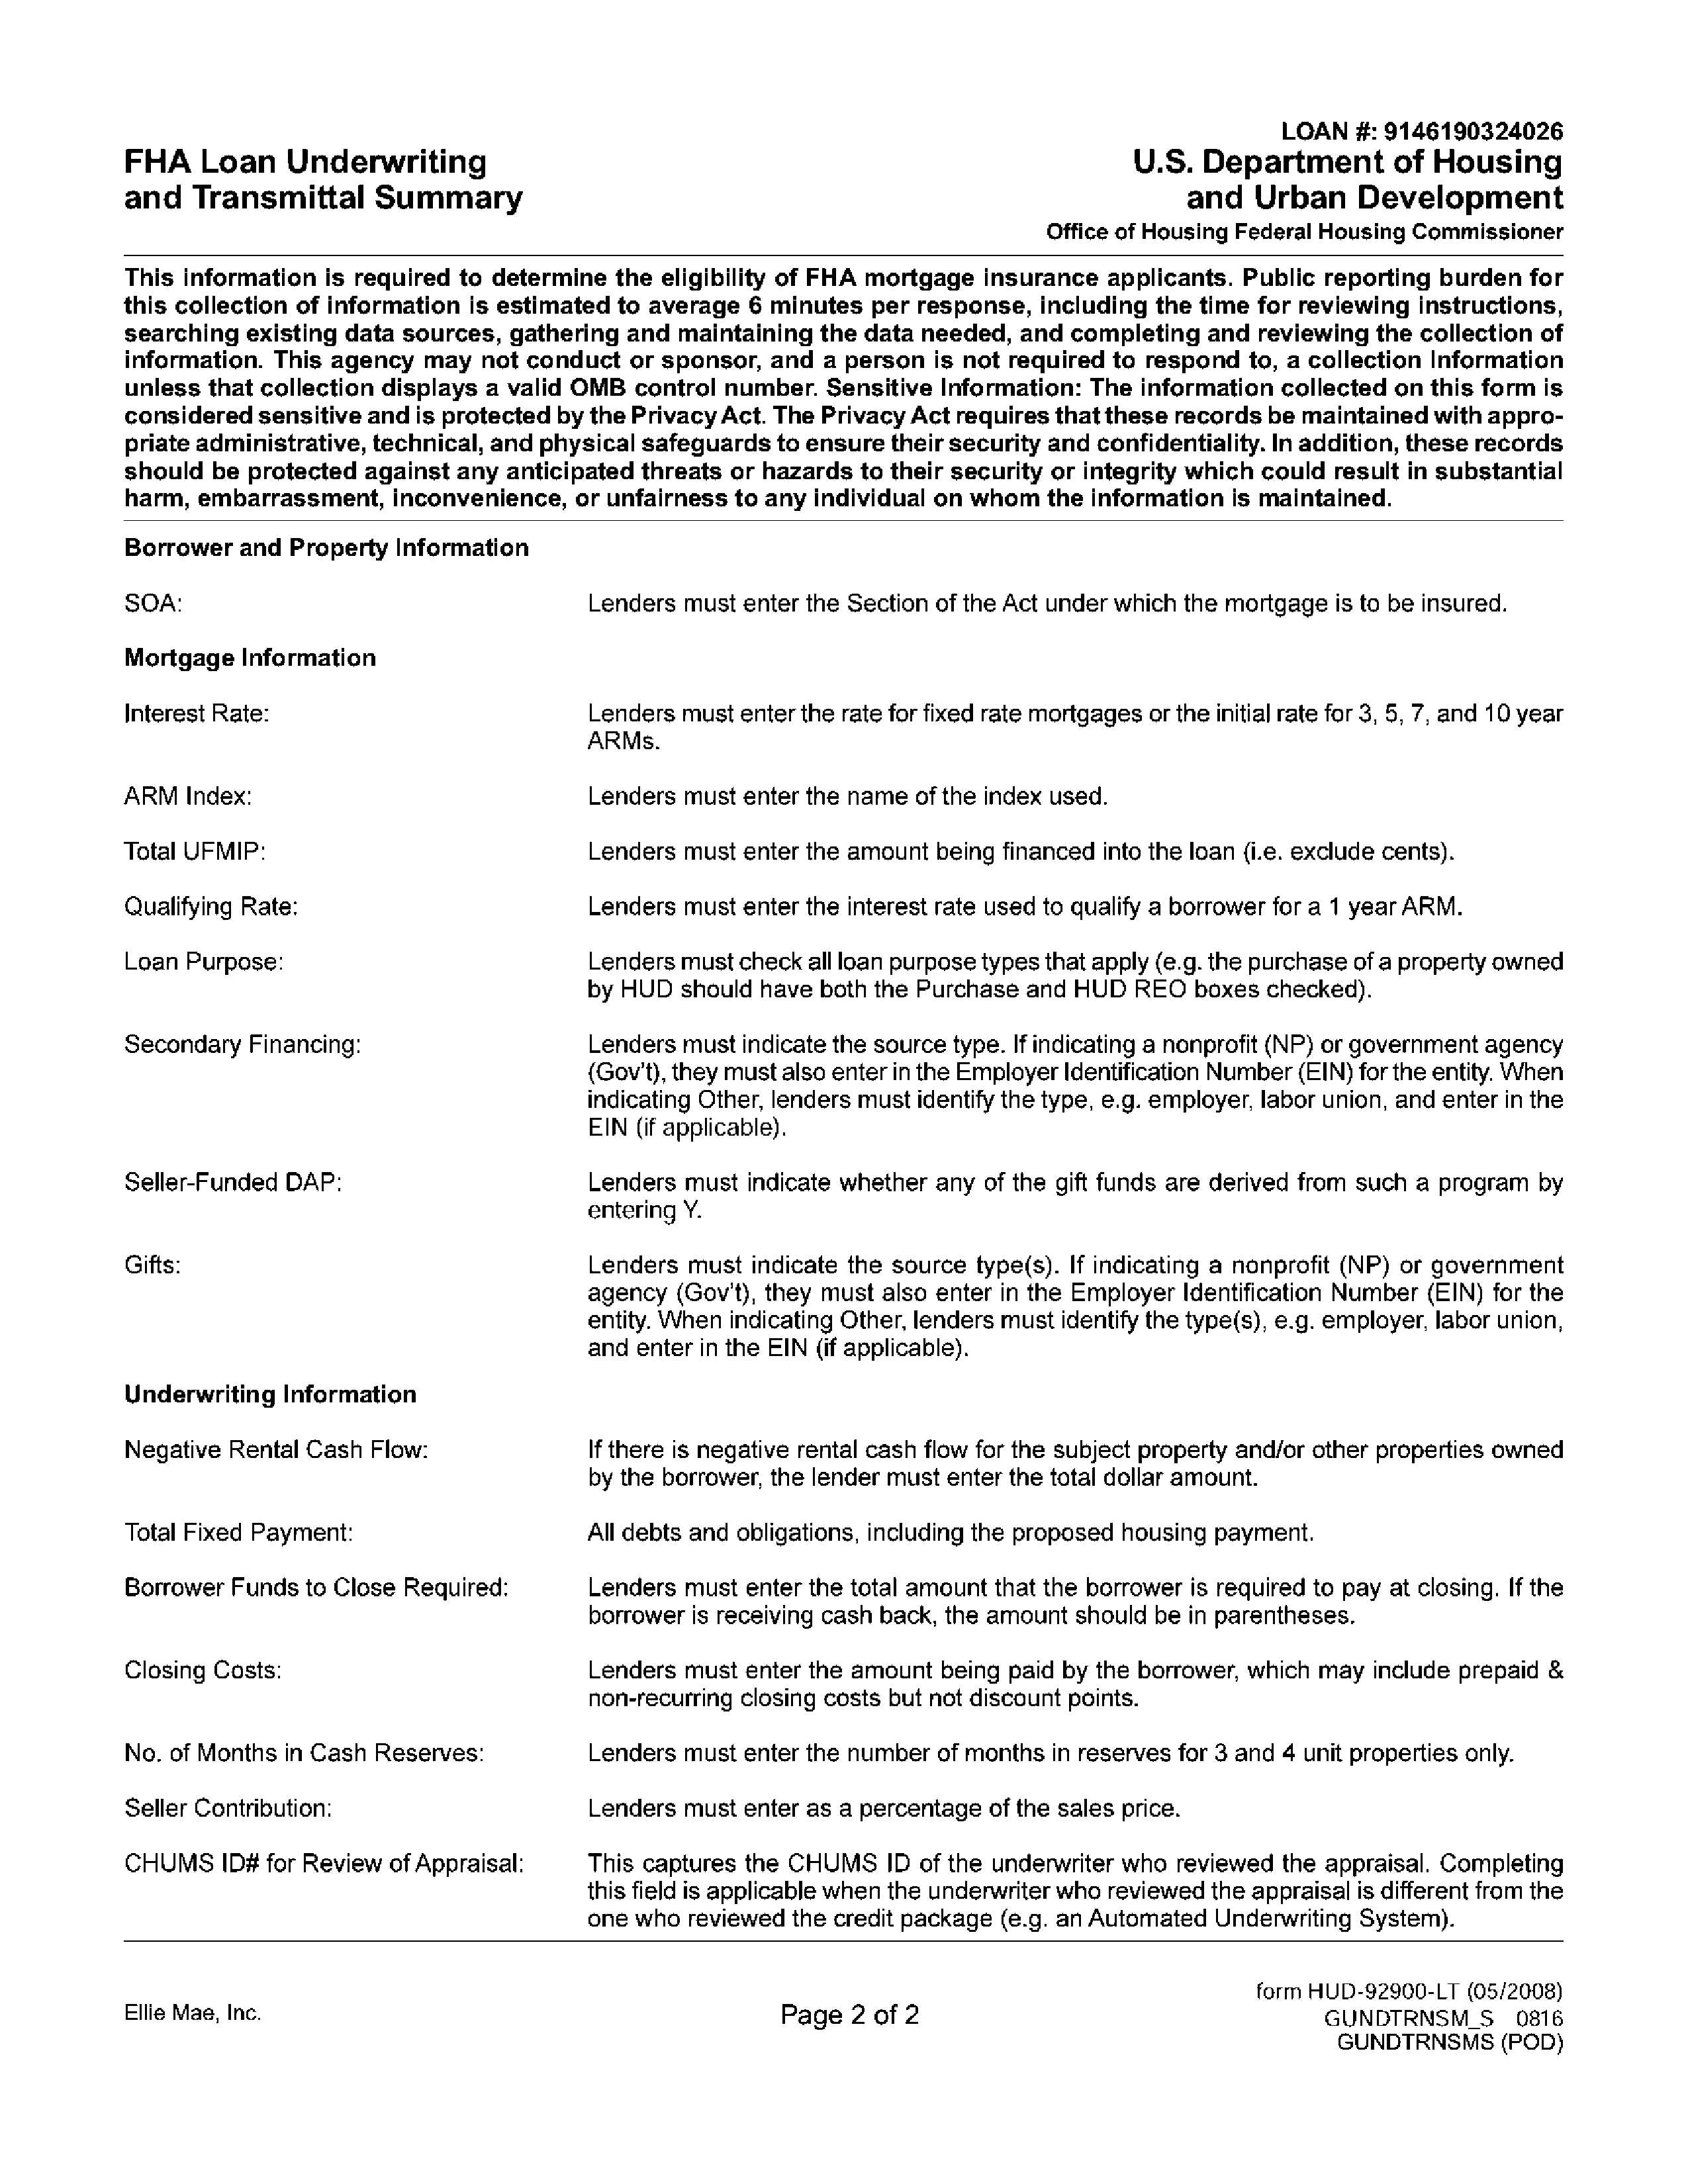 LOAN #: 9146190324026
FHA Loan Underwriting
and Transmittal Summary
U.S. Department of Housing
and Urban Development
Office of Housing Federal Housing Commissioner
This information is required to determine the eligibility of FHA mortgage insurance applicants. Public reporting burden for
this collection of information is estimated to average 6 minutes per response, including the time for reviewing instructions,
searching existing data sources, gathering and maintaining the data needed, and completing and reviewing the collection of
information. This agency may not conduct or sponsor, and a person is not required to respond to, a collection Information
unless that collection displays a valid OMB control number. Sensitive Information: The information collected on this form is
considered sensitive and is protected by the Privacy Act. The Privacy Act requires that these records be maintained with appro-
priate administrative, technical, and physical safeguards to ensure their security and confidentiality. In addition, these records
should be protected against any anticipated threats or hazards to their security or integrity which could result in substantial
harm, embarrassment, inconvenience, or unfairness to any individual on whom the information is maintained.
Borrower and Property Information
SOA: Lenders must enter the Section of the Act under which the mortgage is to be insured.
Mortgage Information
Interest Rate: Lenders must enter the rate for fixed rate mortgages or the initial rate for 3, 5, 7, and 10 year
ARMs.
ARM Index: Lenders must enter the name of the index used.
Total UFMIP: Lenders must enter the amount being financed into the loan (i.e. exclude cents).
Qualifying Rate: Lenders must enter the interest rate used to qualify a borrower for a 1 year ARM.
Loan Purpose: Lenders must check all loan purpose types that apply (e.g. the purchase of a property owned
by HUD should have both the Purchase and HUD REO boxes checked).
Secondary Financing: Lenders must indicate the source type. If indicating a nonprofit (NP) or government agency
(Gov't), they must also enter in the Employer Identification Number (EIN) for the entity. When
indicating Other, lenders must identify the type, e.g. employer, labor union, and enter in the
EIN (if applicable).
Seller-Funded DAP: Lenders must indicate whether any of the gift funds are derived from such a program by
entering Y.
Gifts: Lenders must indicate the source type(s). If indicating a nonprofit (NP) or government
agency (Gov't), they must also enter in the Employer Identification Number (EIN) for the
entity. When indicating Other, lenders must identify the type(s), e.g. employer, labor union,
and enter in the EIN (if applicable).
Underwriting Information
Negative Rental Cash Flow: If there is negative rental cash flow for the subject property and/or other properties owned
by the borrower, the lender must enter the total dollar amount.
Total Fixed Payment: All debts and obligations, including the proposed housing payment.
Borrower Funds to Close Required: Lenders must enter the total amount that the borrower is required to pay at closing. If the
borrower is receiving cash back, the amount should be in parentheses.
Closing Costs: Lenders must enter the amount being paid by the borrower, which may include prepaid &
non-recurring closing costs but not discount points.
No. of Months in Cash Reserves: Lenders must enter the number of months in reserves for 3 and 4 unit properties only.
Seller Contribution: Lenders must enter as a percentage of the sales price.
CHUMS ID# for Review of Appraisal: This captures the CHUMS ID of the underwriter who reviewed the appraisal. Completing
this field is applicable when the underwriter who reviewed the appraisal is different from the
one who reviewed the credit package (e.g. an Automated Underwriting System).
form HUD-92900-LT (05/2008)
Ellie Mae, Inc. Page 2 of 2 GUNDTRNSM_S 0816
GUNDTRNSMS (POD)